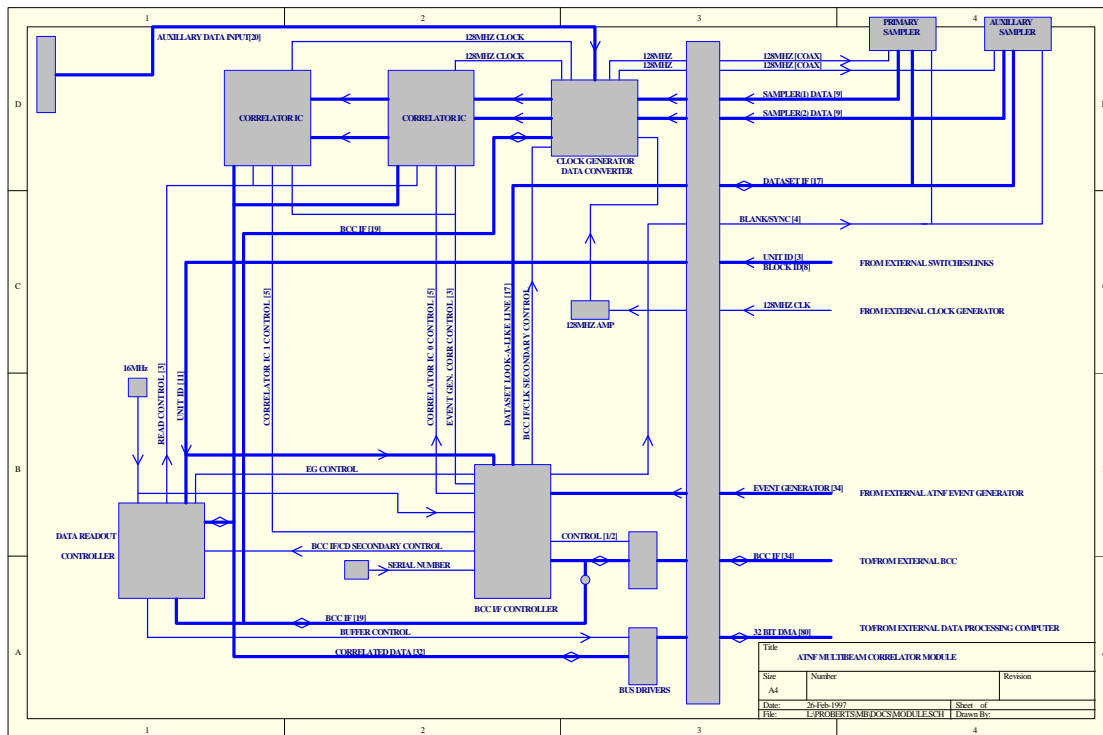 1 2 3 4
PRIMARY
SAMPLER
AUXILLARY
SAMPLER
AUXILLARY DATA INPUT[20]
128MHZ CLOCK
128MHZ CLOCK
128MHZ
128MHZ
128MHZ [COAX]
128MHZ [COAX]
D
SAMPLER(1) DATA [9]
SAMPLER(2) DATA [9]
CORRELATOR IC
CORRELATOR IC
CLOCK GENERATOR
DATA CONVERTER
DATASET IF [17]
BLANK/SYNC [4]
BCC IF [19]
UNIT ID [3]
BLOCK ID[8]
FROM EXTERNAL SWITCHES/LINKS
C
128MHZ CLK
FROM EXTERNAL CLOCK GENERATOR
128MHZ AMP
16MHz
READ CONTROL [3]
UNIT ID [11]
CORRELATOR IC 1 CONTROL [5]
CORRELATOR IC 0 CONTROL [5]
EVENT GEN. CORR CONTROL [3]
DATASET LOOK-A-LIKE LINE [17]
BCC IF/CLK SECONDARY CONTROL
B
EG CONTROL
EVENT GENERATOR [34]
FROM EXTERNAL ATNF EVENT GENERATOR
DATA READOUT
CONTROLLER
CONTROL [1/2]
BCC IF/CD SECONDARY CONTROL
BCC IF [34]
TO/FROM EXTERNAL BCC
SERIAL NUMBER
BCC I/F CONTROLLER
BCC IF [19]
BUFFER CONTROL
32 BIT DMA [80]
TO/FROM EXTERNAL DATA PROCESSING COMPUTER
A
CORRELATED DATA [32]
BUS DRIVERS
Title
ATNF MULTIBEAM CORRELATOR MODULE
Size
Number
Revision
A4
Date:
26-Feb-1997
Sheet of
File:
L:\PROBERTS\MB\DOCS\MODULE.SCH
Drawn By:
1 2 3 4